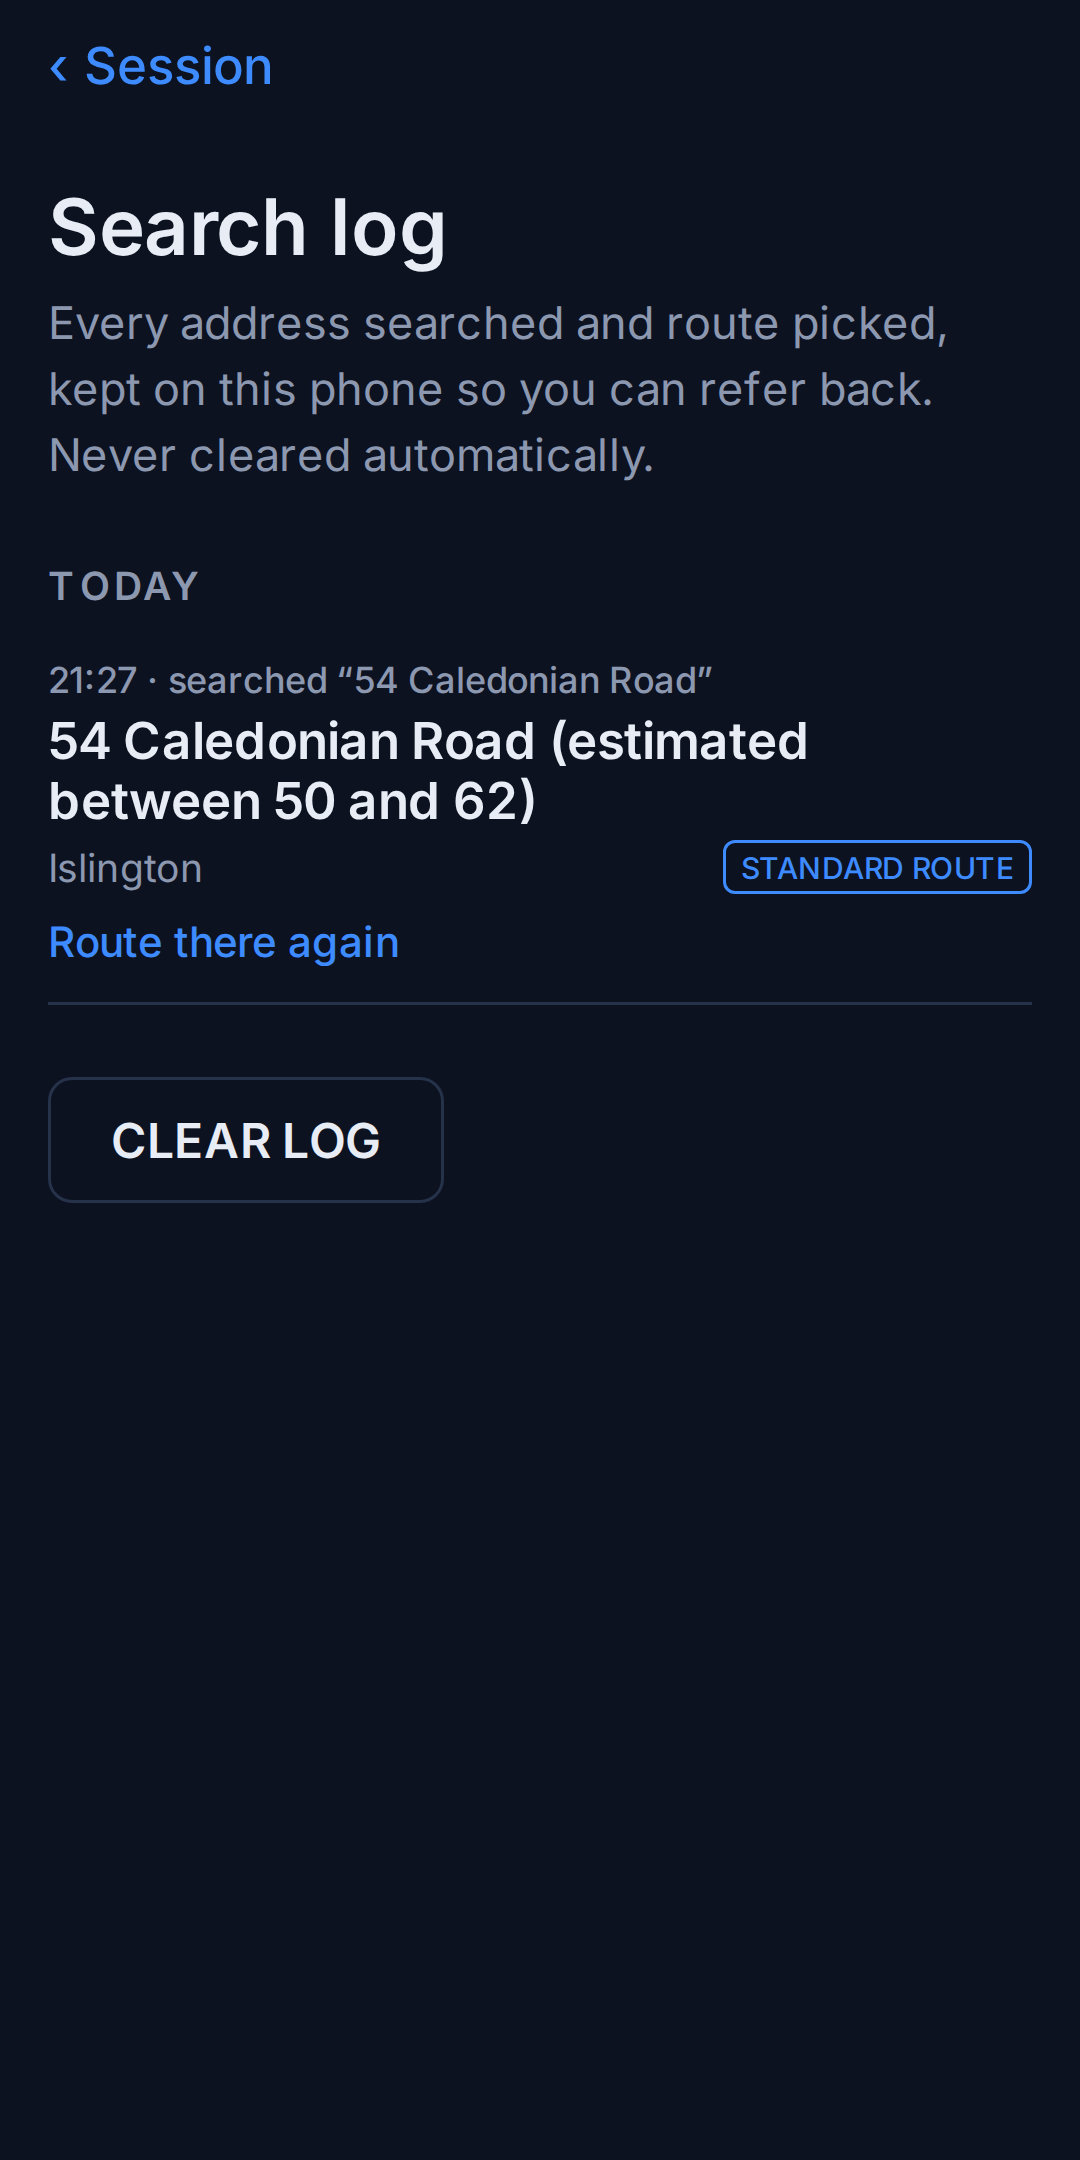 ‹ Session
Search log
Every address searched and route picked,
kept on this phone so you can refer back.
Never cleared automatically.
TODAY
21:27 · searched “54 Caledonian Road”
54 Caledonian Road (estimated
between 50 and 62)
Islington
STANDARD ROUTE
Route there again
CLEAR LOG